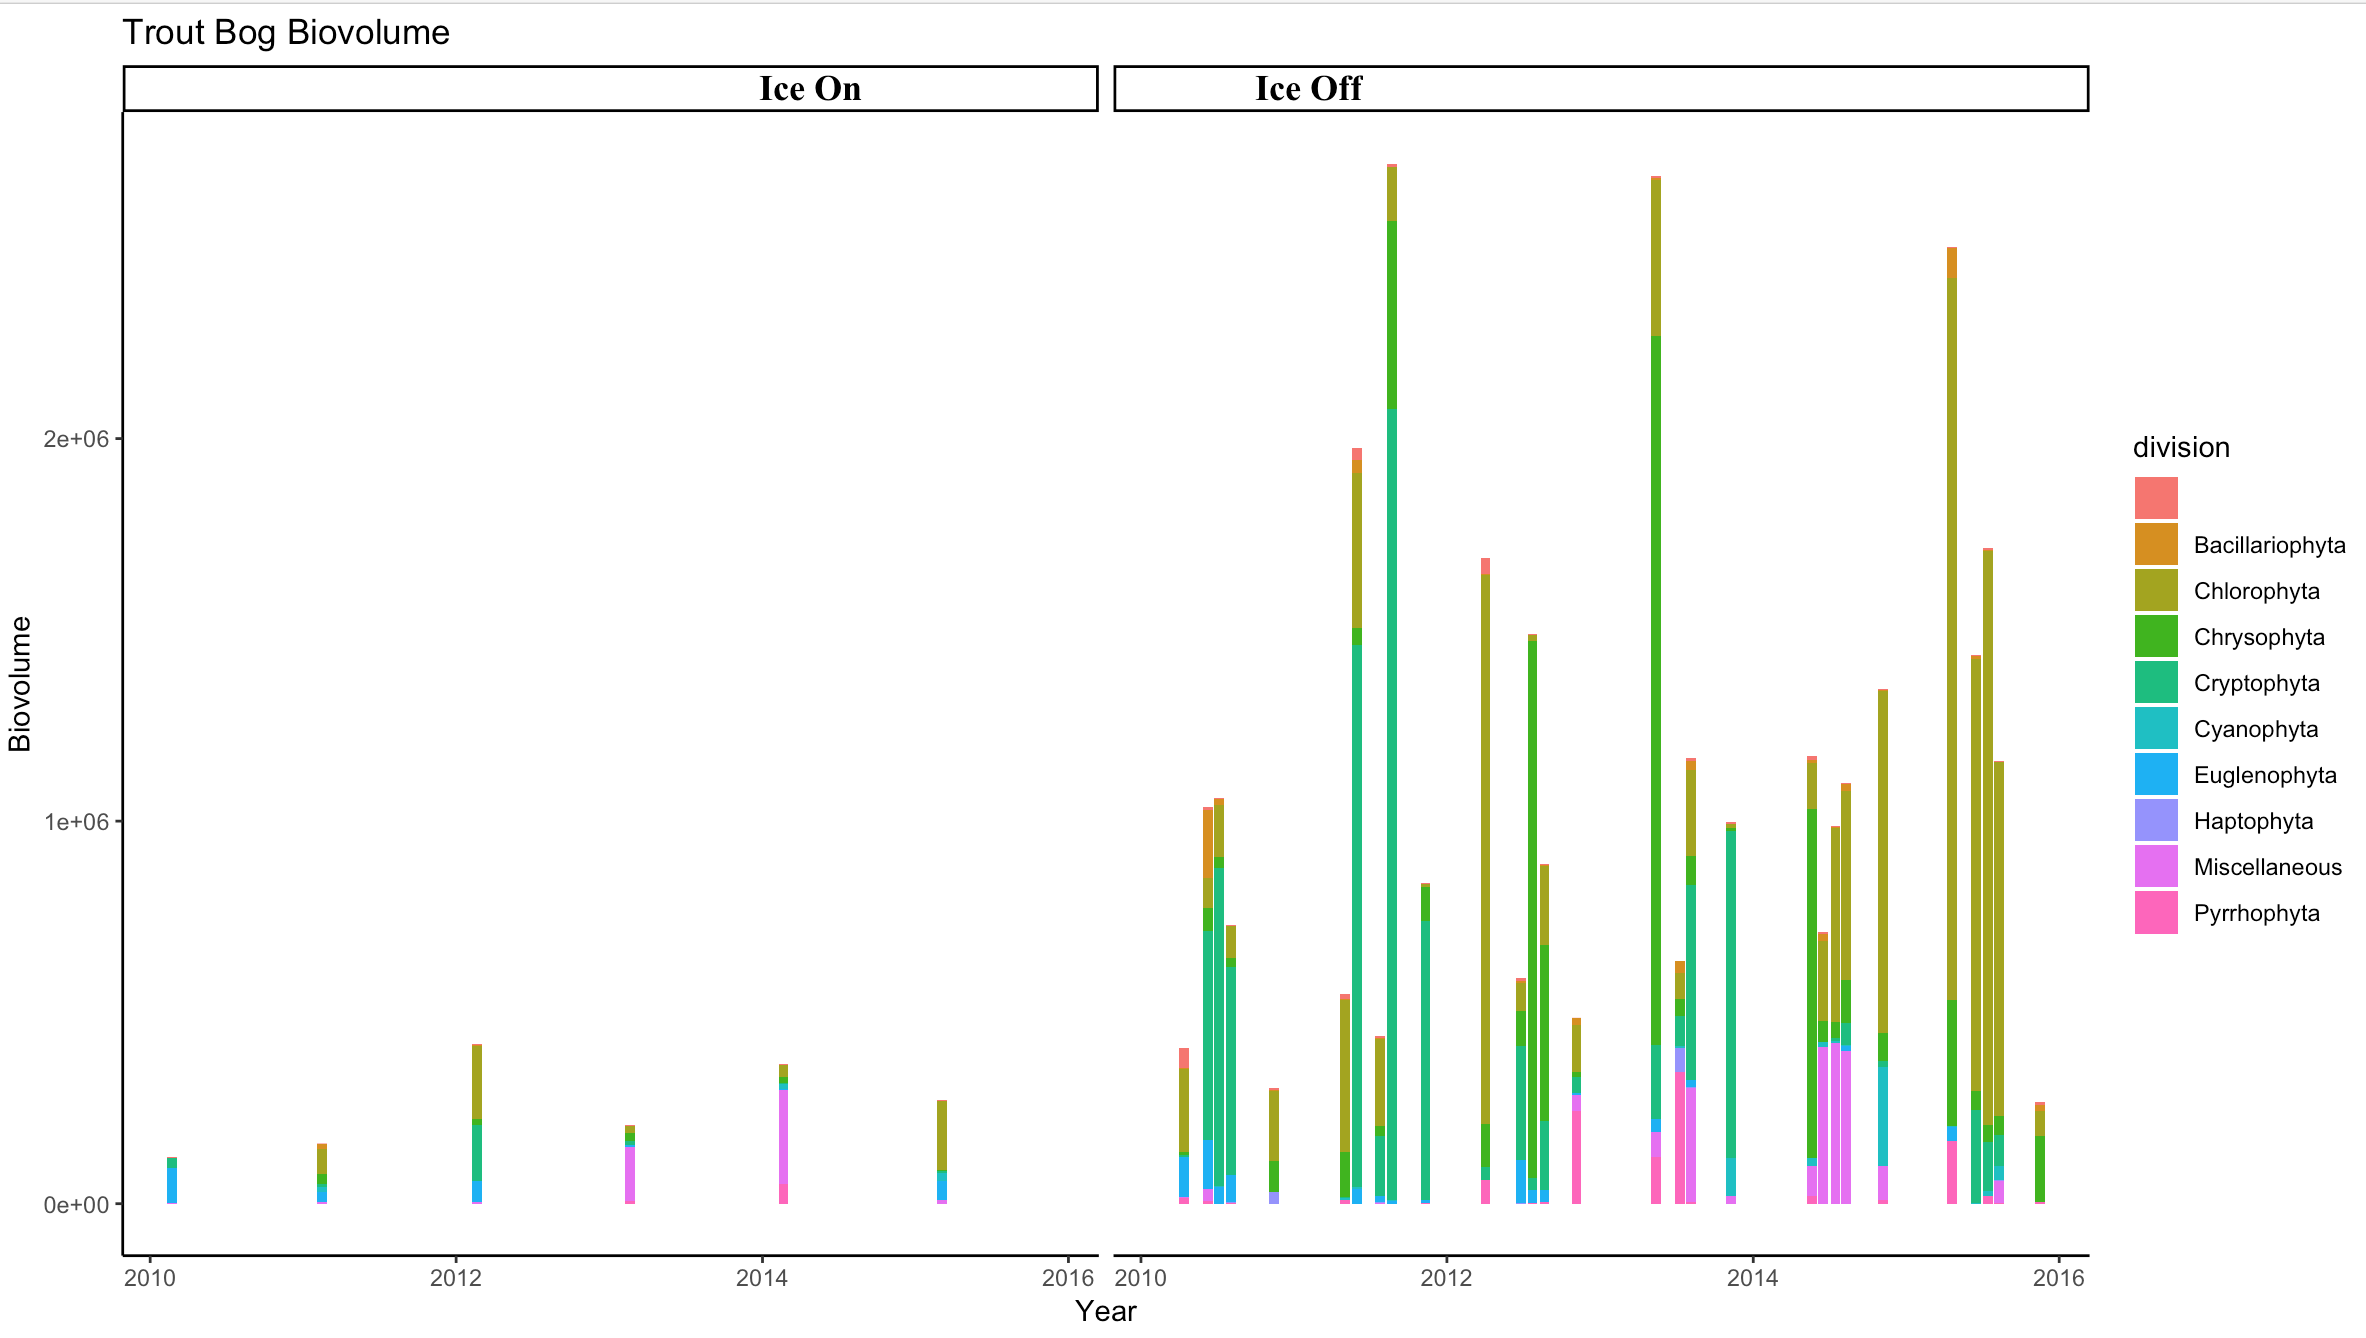 Trout Bog Biovolume
Ice On
Ice Off
Biovolume
2e+06
1e+06
0e+00
2010
2012
2014
2016
2010
2012
2014
2016
Year
division
Bacillariophyta
Chlorophyta
Chrysophyta
Cryptophyta
Cyanophyta
Euglenophyta
Haptophyta
Miscellaneous
Pyrrhophyta